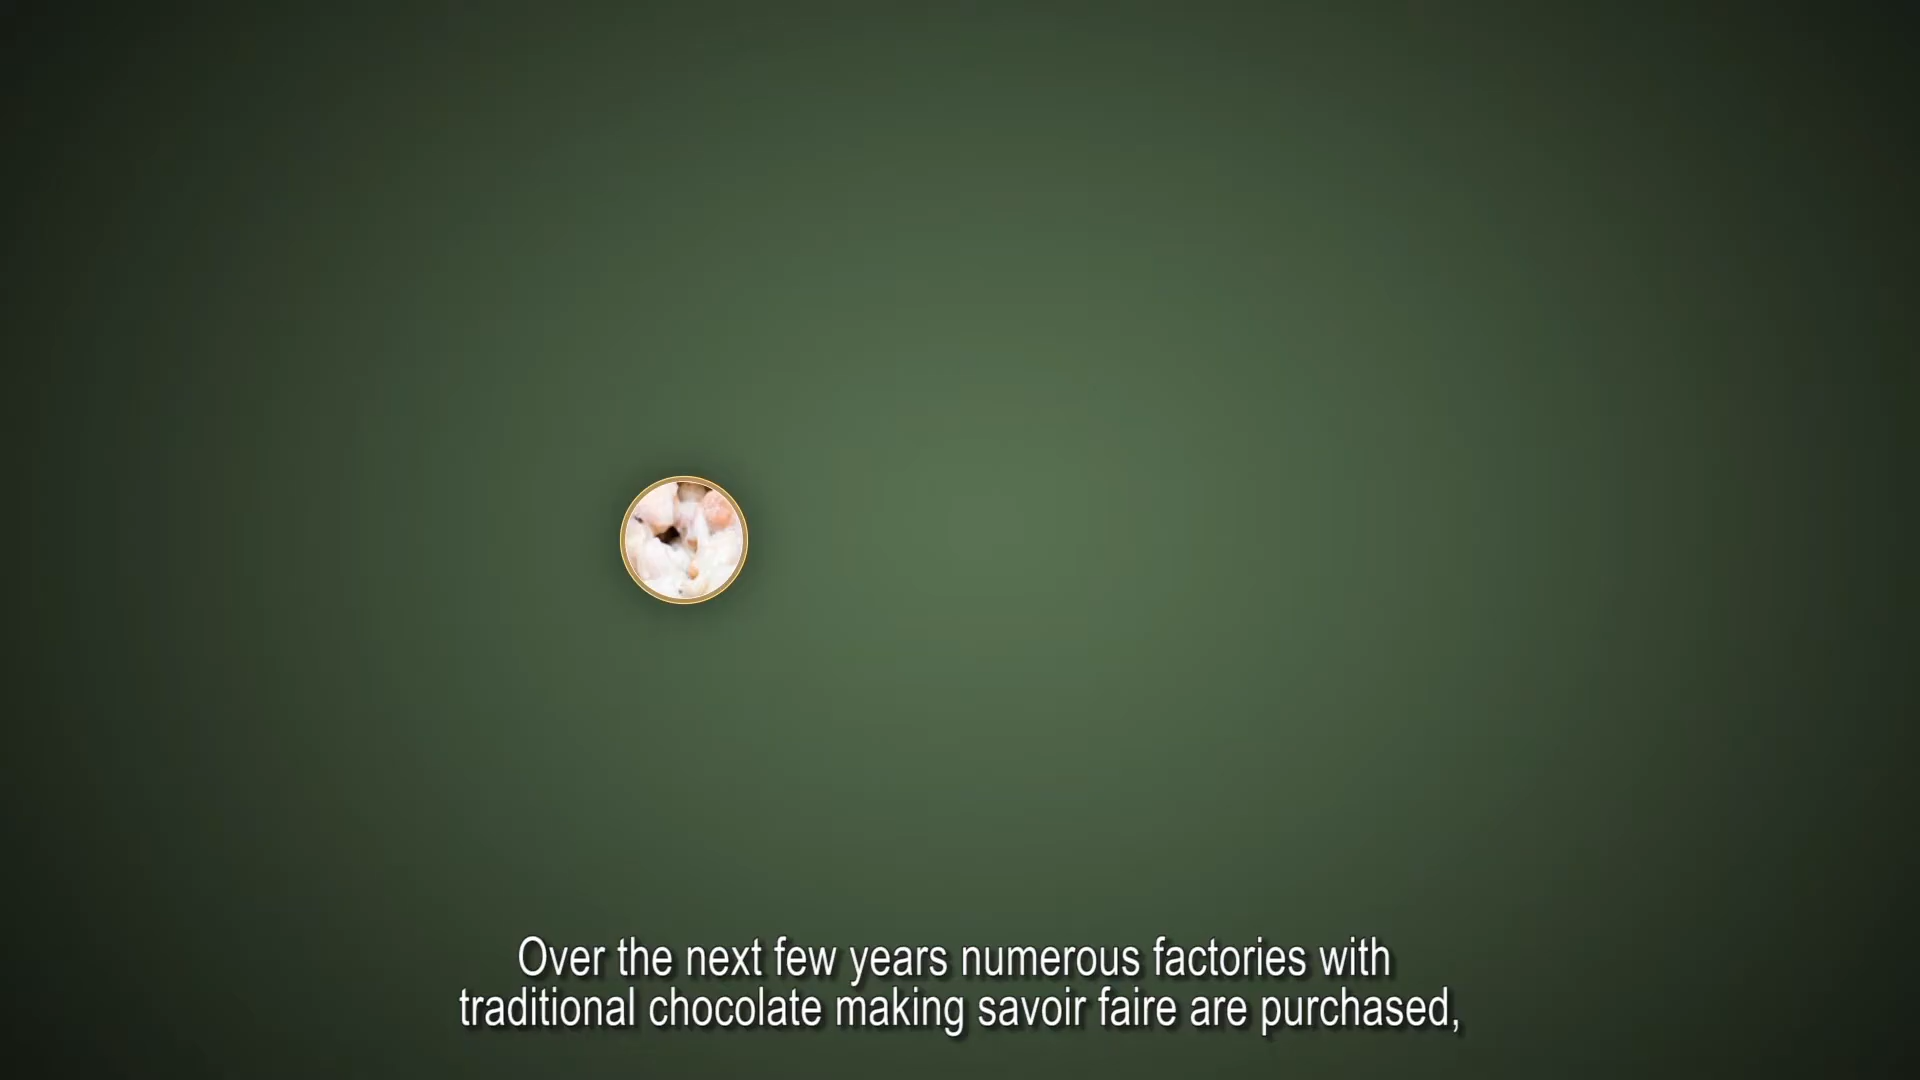 Over the next few years numerous factories with
traditional chocolate making savoir faire are purchased,